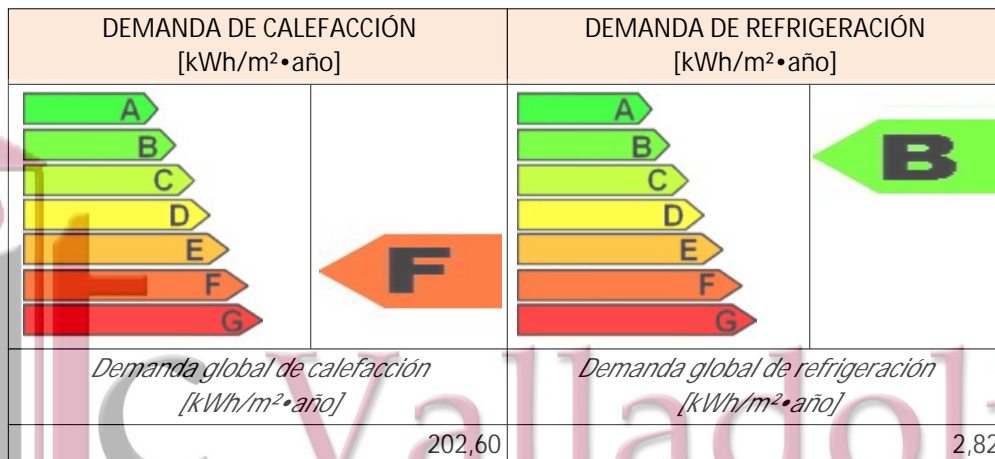 DEMANDA DE CALEFACCIÓN
[kWh/m²•año]
DEMANDA DE REFRIGERACIÓN
[kWh/m²•año]
A
B
C
D
E
F
G
F
A
B
C
D
E
F
G
B
Demanda global de calefacción
[kWh/m²•año]
Demanda global de refrigeración
[kWh/m²•año]
202,60
2,82